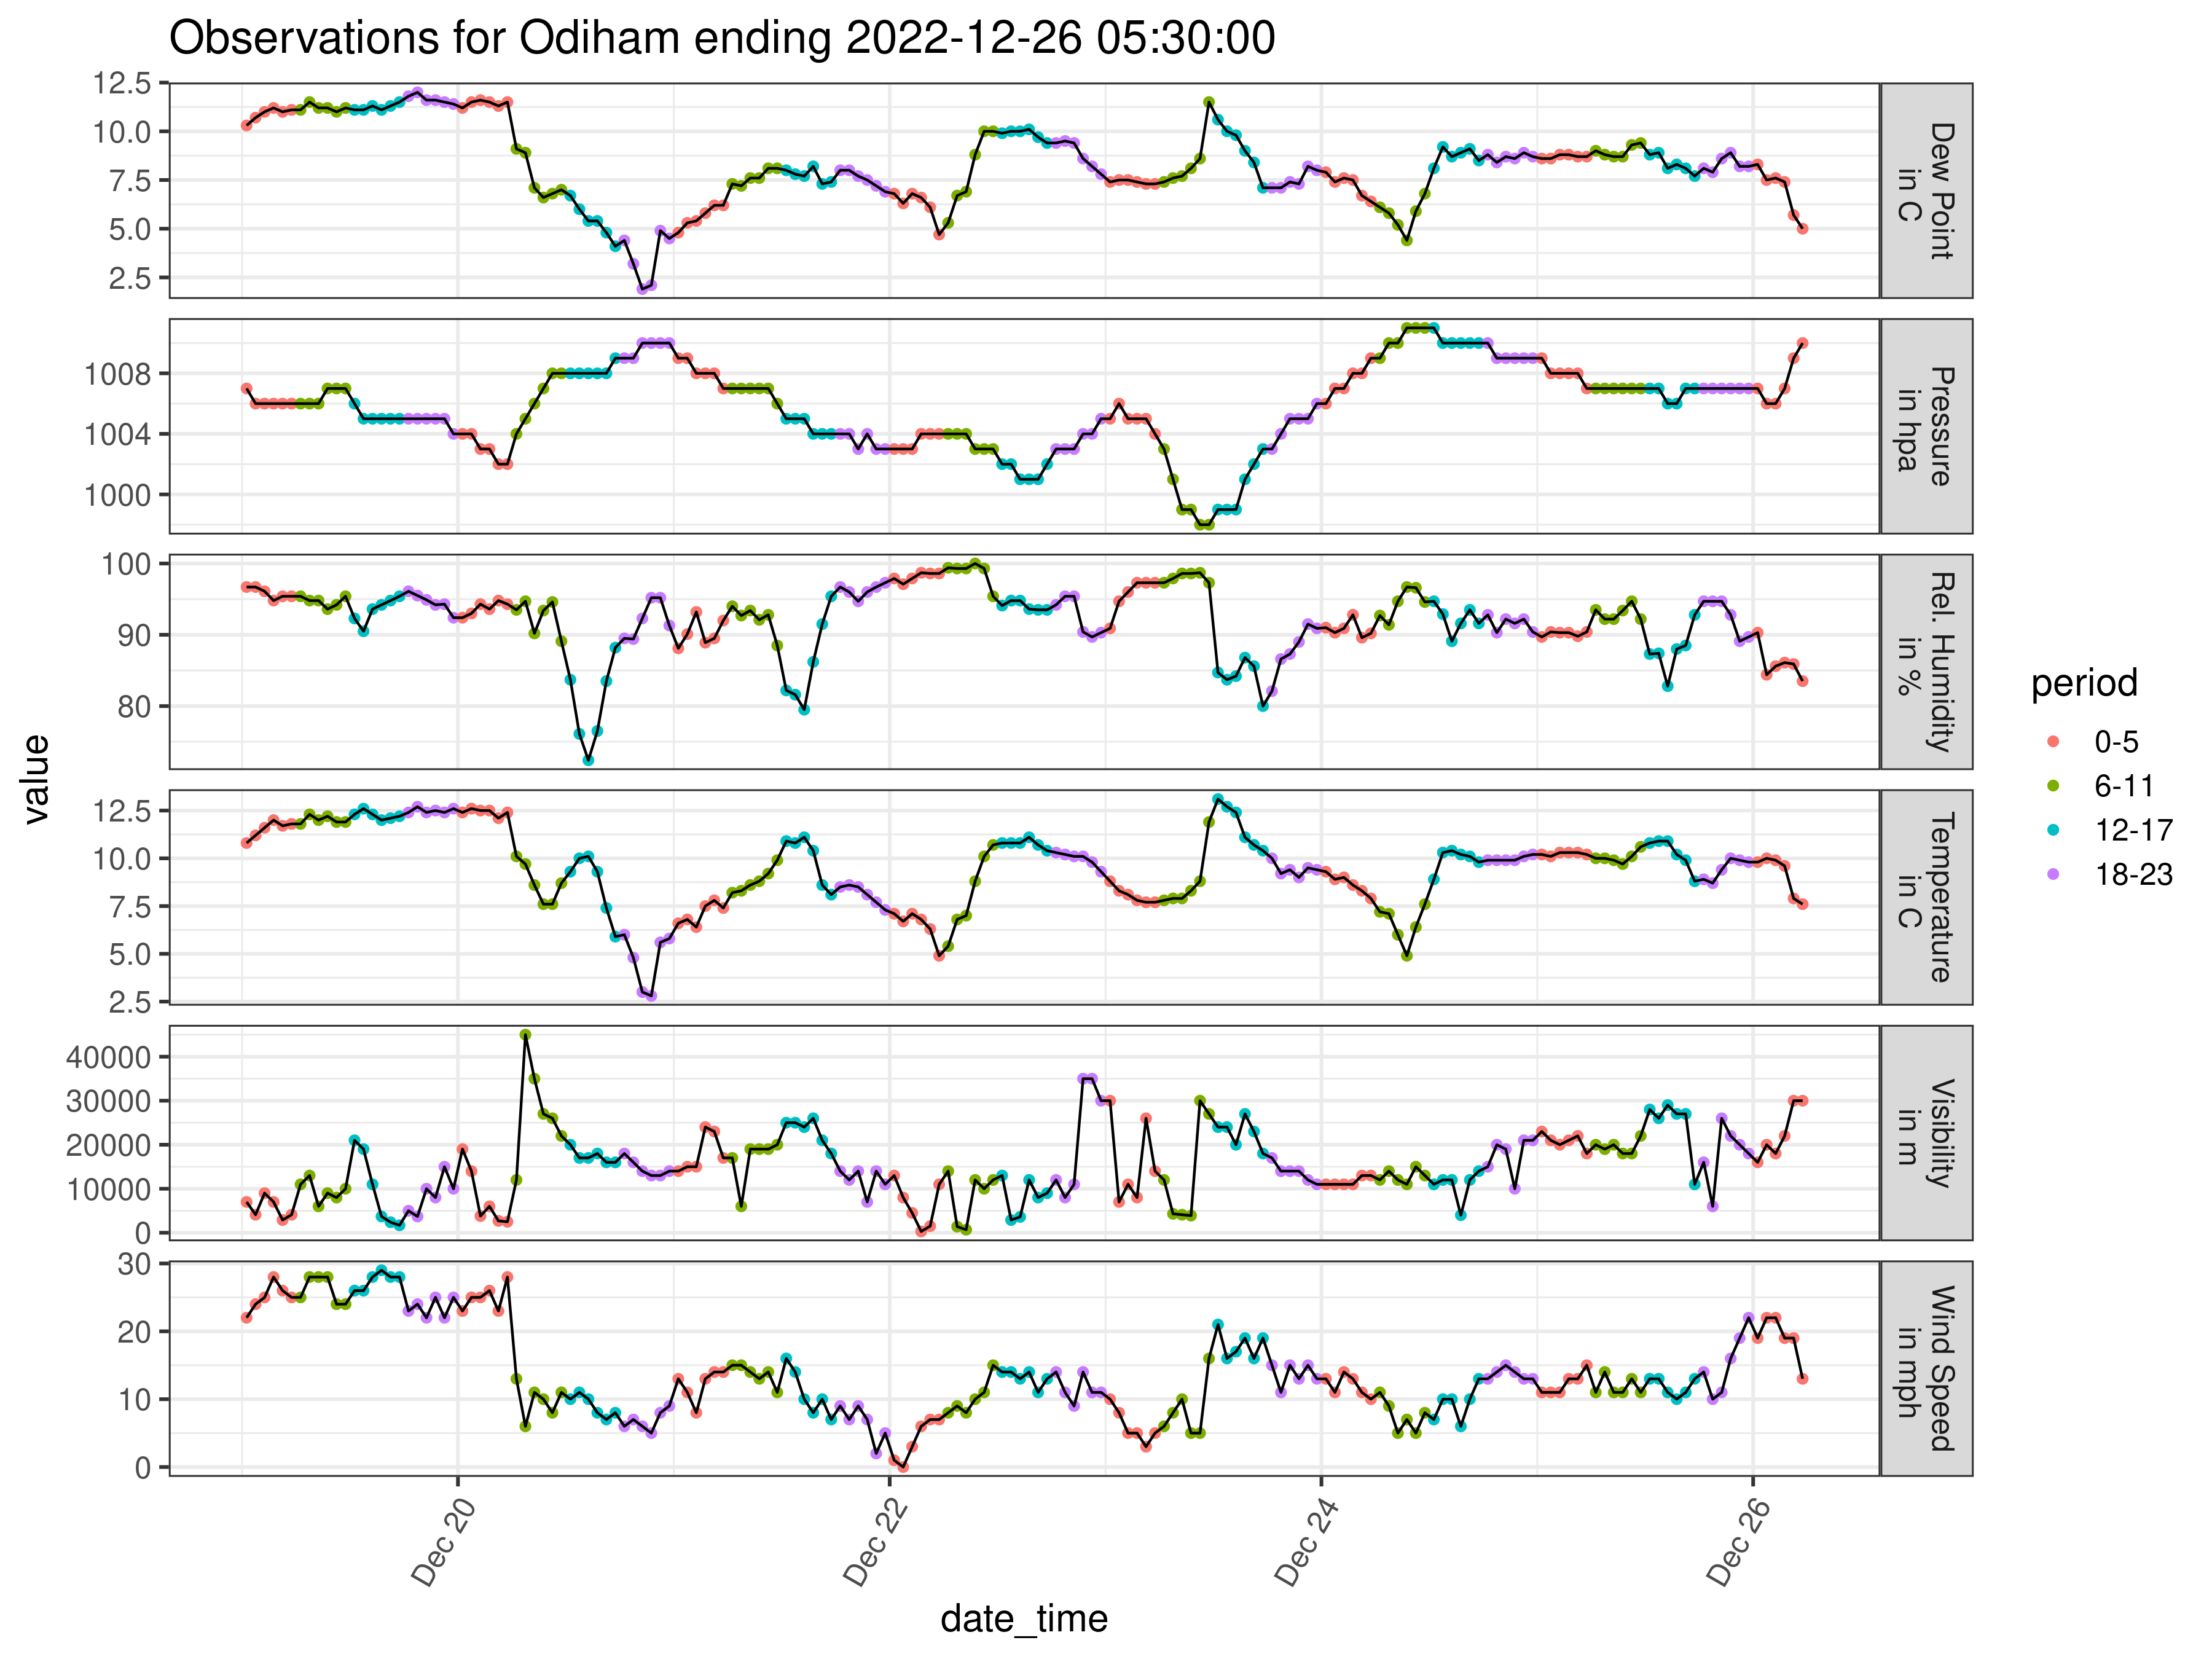 Observations for Odiham ending 2022-12-26 05:30:00
value
12.5
10.0
7.5
5.0
2.5
Dew Point
in C
1008
1004
1000
Pressure
in hpa
100
90
80
Rel. Humidity
in %
12.5
10.0
7.5
5.0
2.5
Temperature
in C
40000
30000
20000
10000
0
Visibility
in m
30
20
10
0
Wind Speed
in mph
Dec 20
Dec 22
Dec 24
Dec 26
date_time
period
0-5
6-11
12-17
18-23